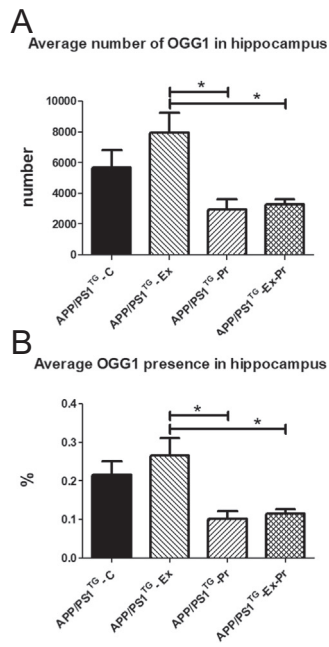 A
Average number of OGG1 in hippocampus
number
10000
8000
6000
4000
2000
0
*
*
APP/PS1TG-C
APP/PS1TG-Ex
APP/PS1TG-Pr
APP/PS1TG-Ex-Pr
B
Average OGG1 presence in hippocampus
%
0.4
0.3
0.2
0.1
0.0
*
*
APP/PS1TG-C
APP/PS1TG-Ex
APP/PS1TG-Pr
APP/PS1TG-Ex-Pr